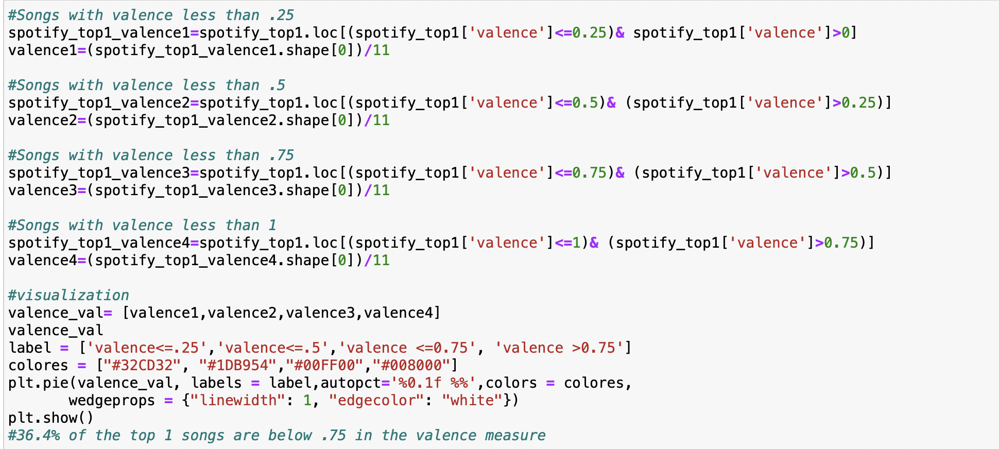 #Songs with valence less than .25
spotify_top1_valence1=spotify_top1.loc[(spotify_top1['valence']<=0.25)& spotify_top1['valence']>0]
valence1=(spotify_top1_valence1.shape[0])/11
#Songs with valence less than .5
spotify_top1_valence2=spotify_top1.loc[(spotify_top1['valence']<=0.5)& (spotify_top1['valence']>0.25)]
valence2=(spotify_top1_valence2.shape[0])/11
#Songs with valence less than .75
spotify_top1_valence3=spotify_top1.loc[(spotify_top1['valence']<=0.75)& (spotify_top1['valence']>0.5)]
valence3=(spotify_top1_valence3.shape[0])/11
#Songs with valence less than 1
spotify_top1_valence4=spotify_top1.loc[(spotify_top1['valence']<=1)& (spotify_top1['valence']>0.75)]
valence4=(spotify_top1_valence4.shape[0])/11
#visualization
valence_val= [valence1,valence2,valence3,valence4]
valence_val
label = ['valence<=.25','valence<=.5','valence <=0.75', 'valence >0.75']
colores = ["#32CD32", "#1DB954","#00FF00","#008000"]
plt.pie(valence_val, labels = label,autopct='%0.1f %%',colors = colores,
       wedgeprops = {"linewidth": 1, "edgecolor": "white"})
plt.show()
#36.4% of the top 1 songs are below .75 in the valence measure